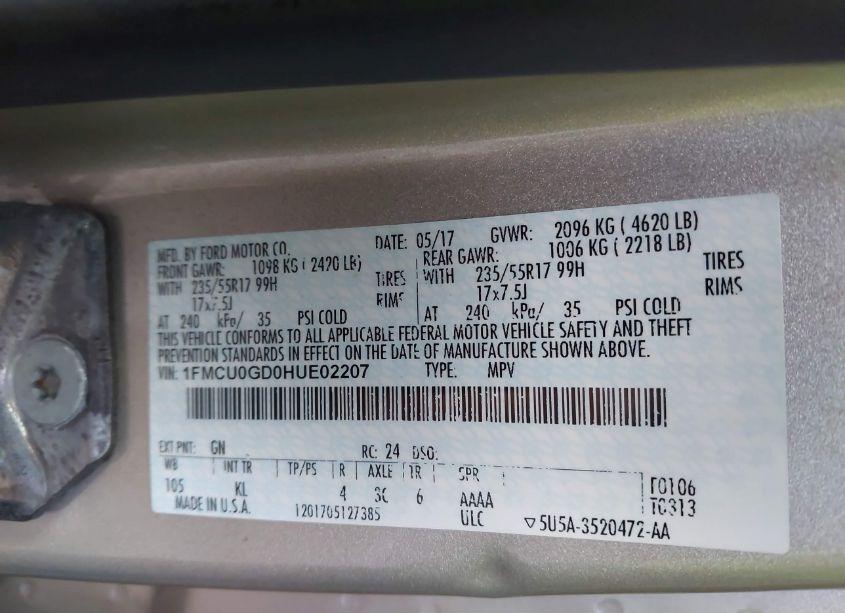 MFD. BY FORD MOTOR CO. DATE: 05/17 GVWR: 2096 KG ( 4620 LB)
FRONT GAWR: 1098 KG ( 2420 LB) REAR GAWR: 1006 KG ( 2218 LB)
WITH 235/55R17 99H TIRES WITH 235/55R17 99H TIRES
17x7.5J RIMS 17x7.5J RIMS
AT 240 kPa/ 35 PSI COLD AT 240 kPa/ 35 PSI COLD
THIS VEHICLE CONFORMS TO ALL APPLICABLE FEDERAL MOTOR VEHICLE SAFETY AND THEFT
PREVENTION STANDARDS IN EFFECT ON THE DATE OF MANUFACTURE SHOWN ABOVE.
VIN: 1FMCU0GD0HUE02207 TYPE: MPV
EXT PNT: GN RC: 24 DSO:
WB INT TR TP/PS R AXLE TR SPR
105 KL 4 6 AAAA T0106
MADE IN U.S.A. 1201705127385 ULC T0313
▽5U5A-3520472-AA